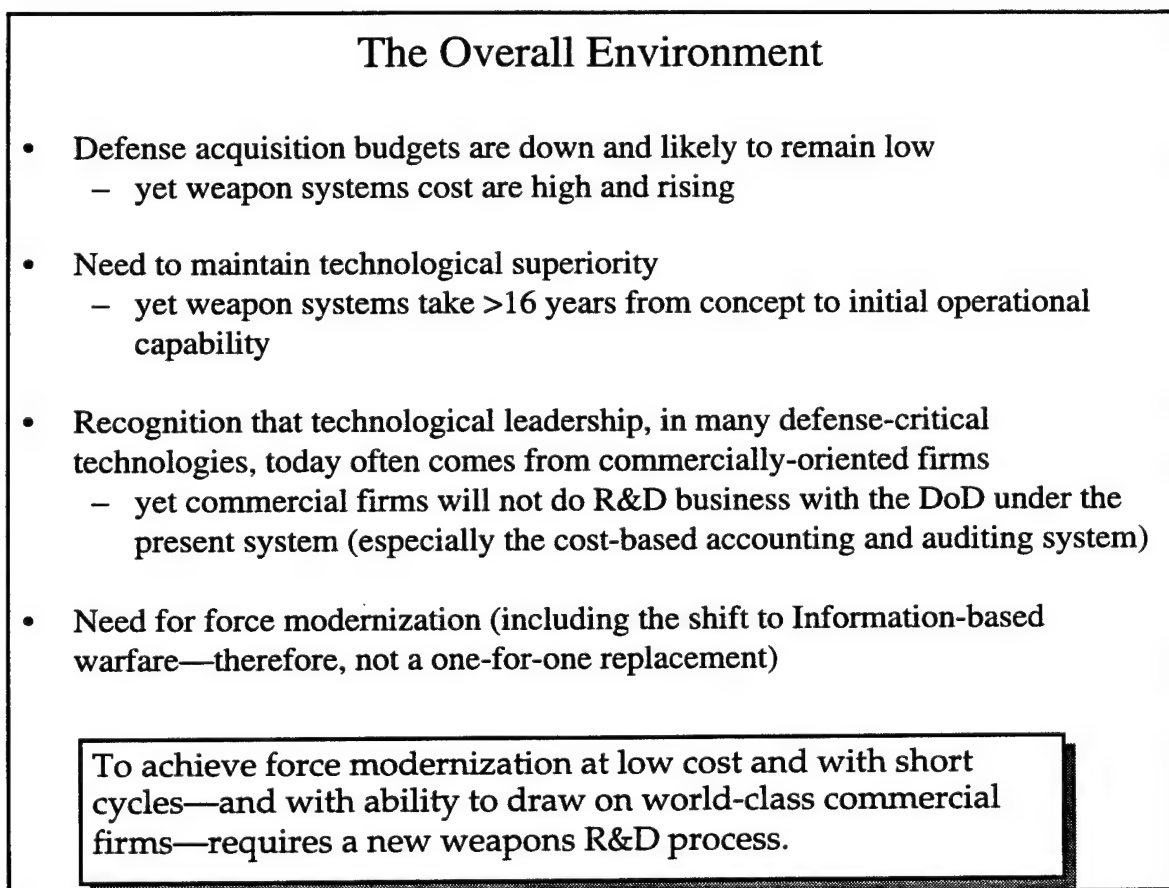 The Overall Environment
• Defense acquisition budgets are down and likely to remain low
– yet weapon systems cost are high and rising
• Need to maintain technological superiority
– yet weapon systems take >16 years from concept to initial operational
capability
• Recognition that technological leadership, in many defense-critical
technologies, today often comes from commercially-oriented firms
– yet commercial firms will not do R&D business with the DoD under the
present system (especially the cost-based accounting and auditing system)
• Need for force modernization (including the shift to Information-based
warfare—therefore, not a one-for-one replacement)
To achieve force modernization at low cost and with short
cycles—and with ability to draw on world-class commercial
firms—requires a new weapons R&D process.